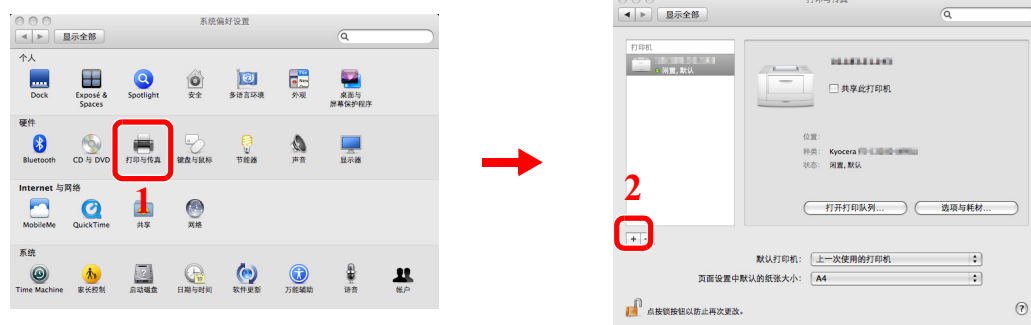 系统偏好设置
显示全部
个人
Dock
Exposé & Spaces
Spotlight
安全
多语言环境
外观
桌面与屏幕保护程序
硬件
Bluetooth
CD 与 DVD
打印与传真
键盘与鼠标
节能器
声音
显示器
1
Internet 与网络
MobileMe
QuickTime
共享
网络
系统
Time Machine
家长控制
启动磁盘
日期与时间
软件更新
万能辅助
语音
帐户
打印与传真
显示全部
打印机
闲置, 默认
共享此打印机
位置:
种类: Kyocera
状态: 闲置, 默认
2
打开打印队列...
选项与耗材...
+ -
默认打印机: 上一次使用的打印机
页面设置中默认的纸张大小: A4
点按锁按钮以防止再次更改。
?